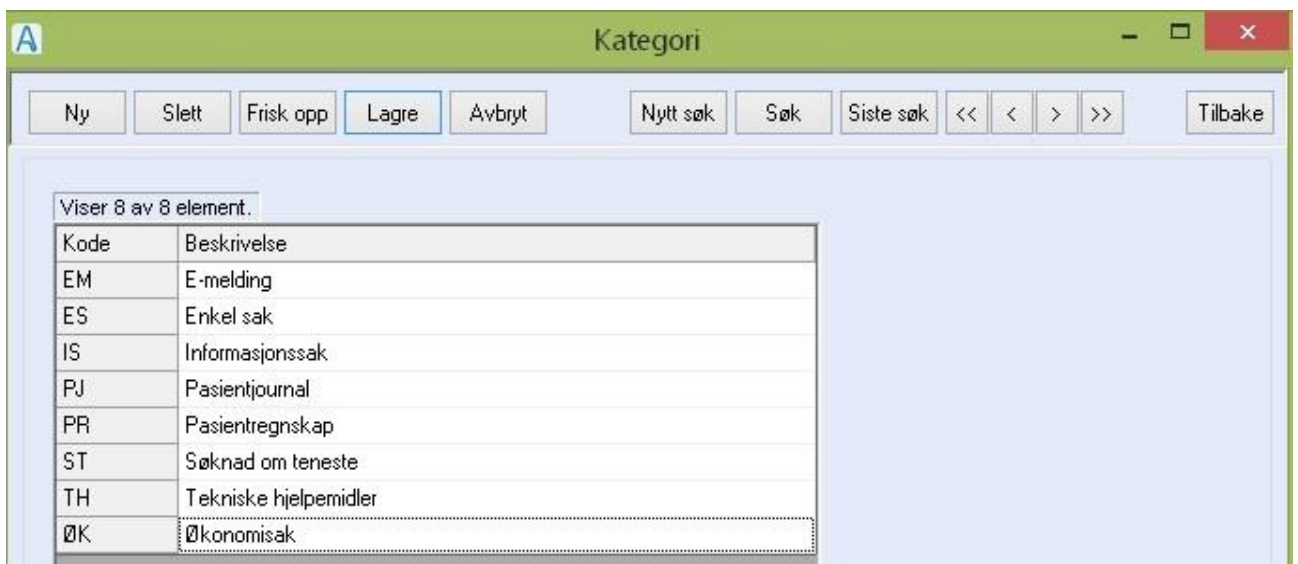 A Kategori
Ny Slett Frisk opp Lagre Avbryt Nytt søk Søk Siste søk << < > >> Tilbake
Viser 8 av 8 element.
Kode Beskrivelse
EM E-melding
ES Enkel sak
IS Informasjonssak
PJ Pasientjournal
PR Pasientregnskap
ST Søknad om teneste
TH Tekniske hjelpemidler
ØK Økonomisak